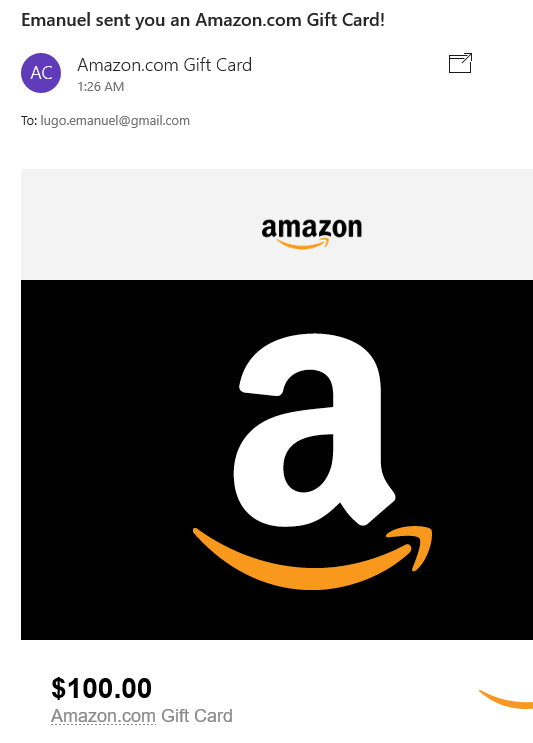 Emanuel sent you an Amazon.com Gift Card!
AC
Amazon.com Gift Card
1:26 AM
To: lugo.emanuel@gmail.com
amazon
a
$100.00
Amazon.com Gift Card